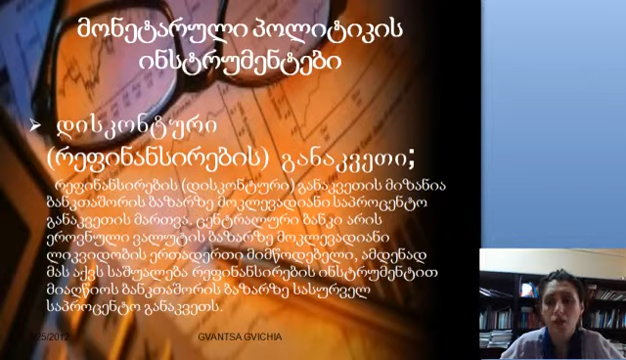 მონეტარული პოლიტიკის
ინსტრუმენტები
➢ დისკონტური
(რეფინანსირების) განაკვეთი;
რეფინანსირების (დისკონტური) განაკვეთის მიზანია
ბანკთაშორის ბაზარზე მოკლევადიანი საპროცენტო
განაკვეთის მართვა. ცენტრალური ბანკი არის
ეროვნული ვალუტის ბაზარზე მოკლევადიანი
ლიკვიდობის ერთადერთი მიმწოდებელი, ამდენად
მას აქვს საშუალება რეფინანსირების ინსტრუმენტით
მიაღწიოს ბანკთაშორის ბაზარზე სასურველ
საპროცენტო განაკვეთს.
GVANTSA GVICHIA